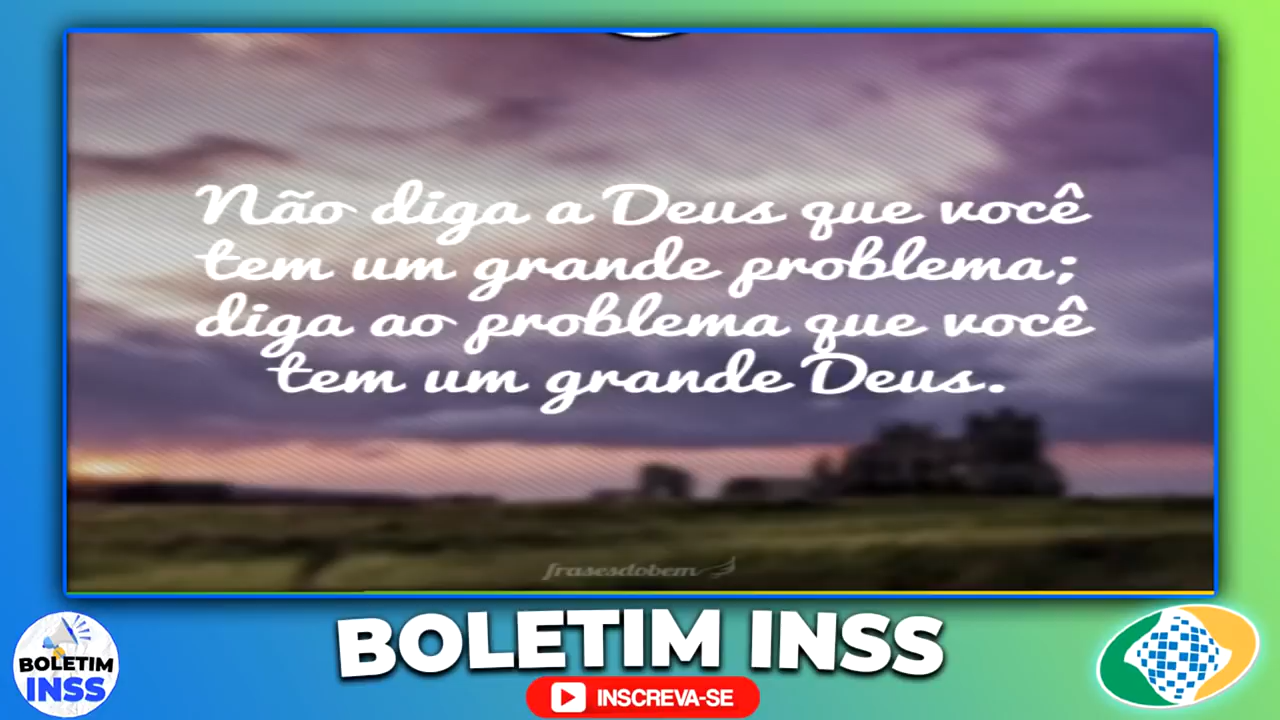 Não diga a Deus que você
tem um grande problema;
diga ao problema que você
tem um grande Deus.
frasesdobem
BOLETIM INSS
INSCREVA-SE
BOLETIM
INSS